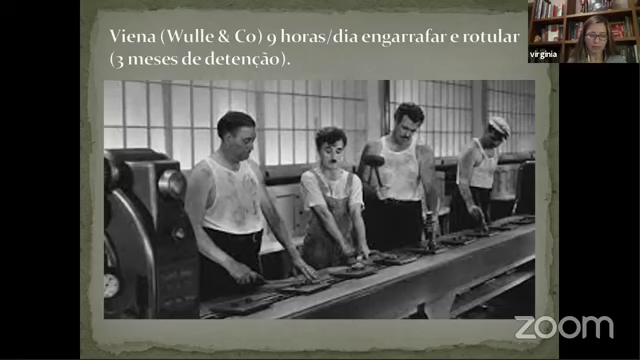 Viena (Wulle & Co) 9 horas/dia engarrafar e rotular
(3 meses de detenção).
virginia
zoom